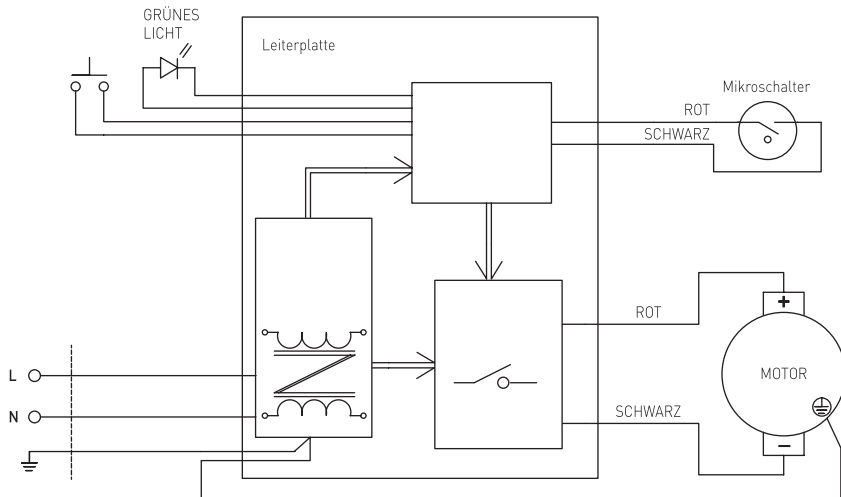 GRÜNES
LICHT
Leiterplatte
Mikroschalter
ROT
SCHWARZ
ROT
+
L
MOTOR
N
SCHWARZ
−